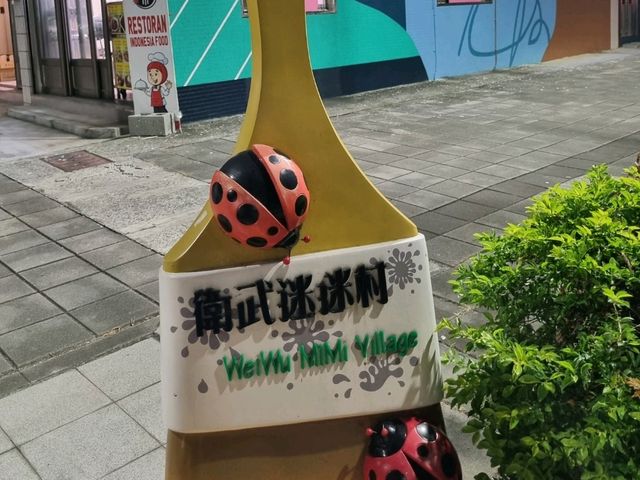 RESTORAN
INDONESIA FOOD
衛武迷迷村
WeiWu MiMi Village